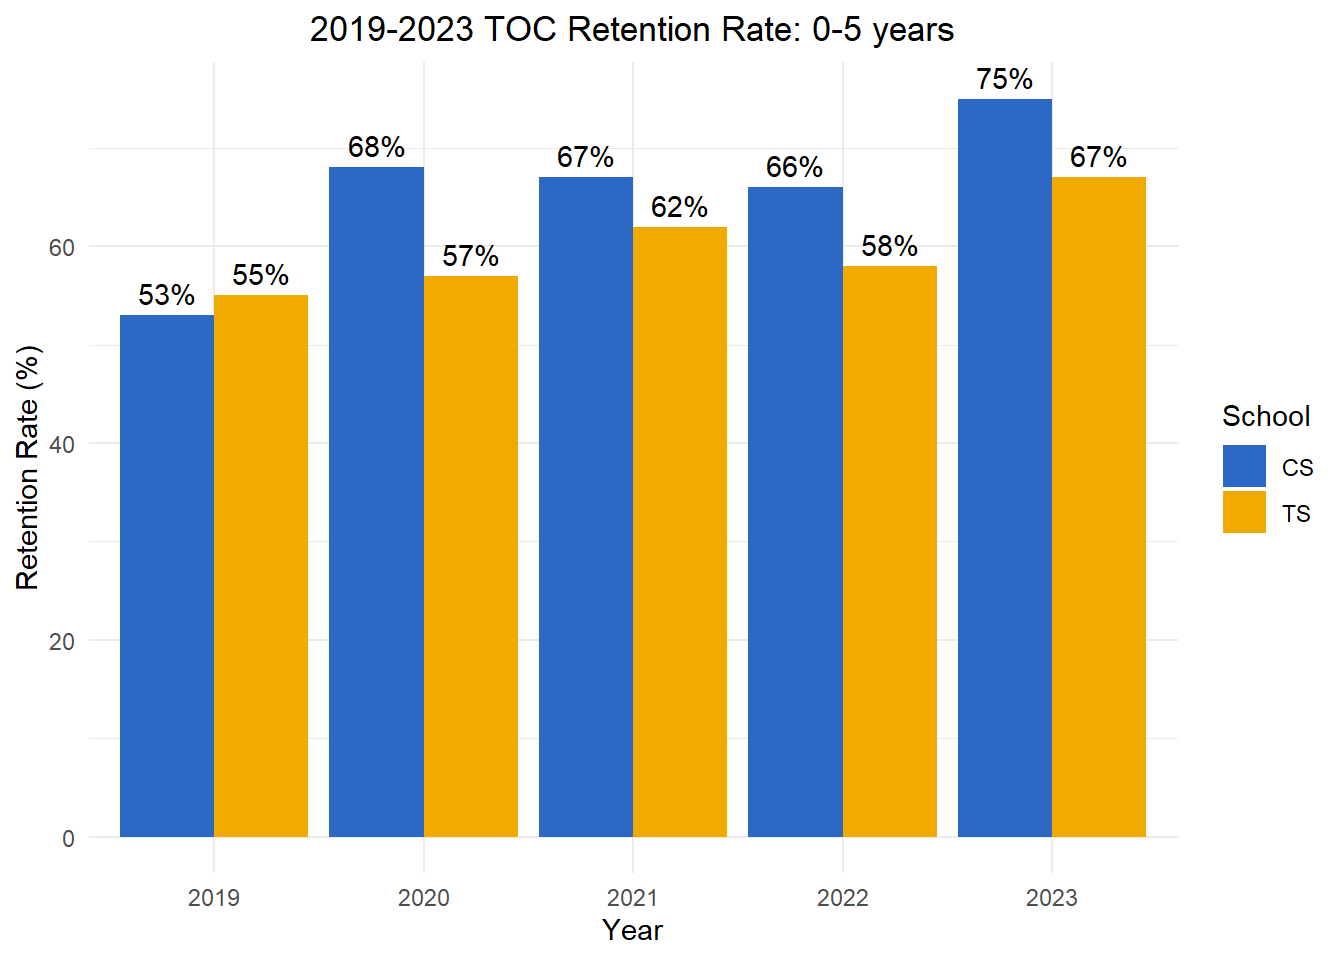 2019-2023 TOC Retention Rate: 0-5 years
75%
68%
67%
67%
66%
62%
58%
57%
55%
53%
60
40
20
0
Retention Rate (%)
School
CS
TS
2019 2020 2021 2022 2023
Year